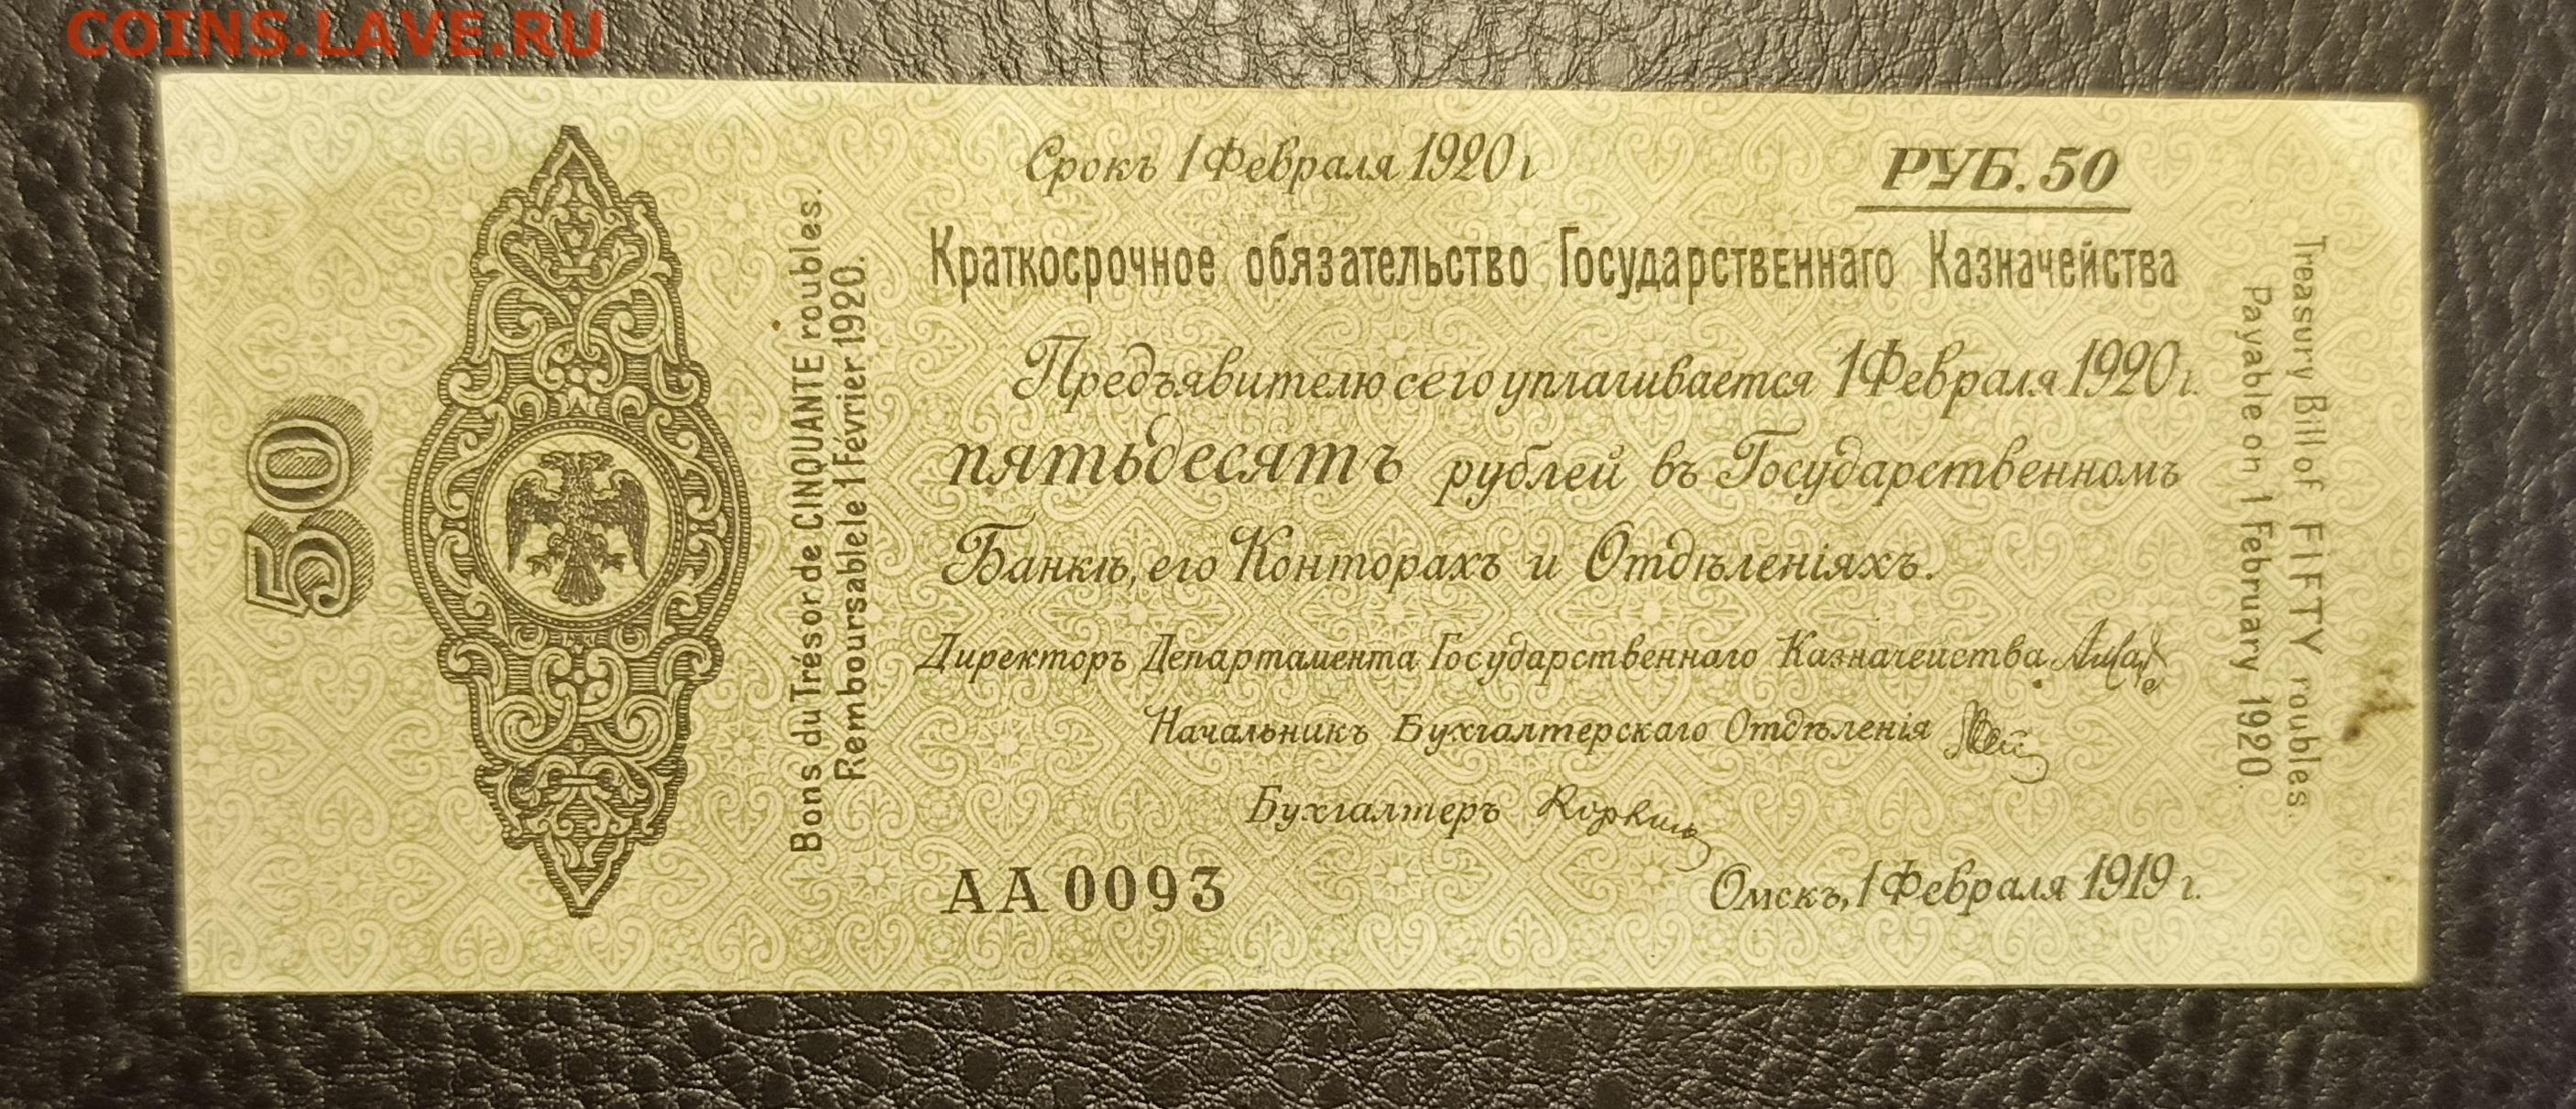 COINS.LAVE.RU
Срокъ 1 Февраля 1920 г
РУБ. 50
Краткосрочное обязательство Государственнаго Казначейства
Предъявителю сего уплачивается 1 Февраля 1920 г.
пятьдесятъ рублей въ Государственномъ
Банкѣ, его Конторахъ и Отдѣленіяхъ.
Директоръ Департамента Государственнаго Казначейства
Начальникъ Бухгалтерскаго Отдѣленія
Бухгалтеръ
АА 0093
Омскъ, 1 Февраля 1919 г.
50
Bons du Trésor de CINQUANTE roubles.
Remboursable le 1 Février 1920.
Treasury Bill of FIFTY roubles.
Payable on 1 February 1920.